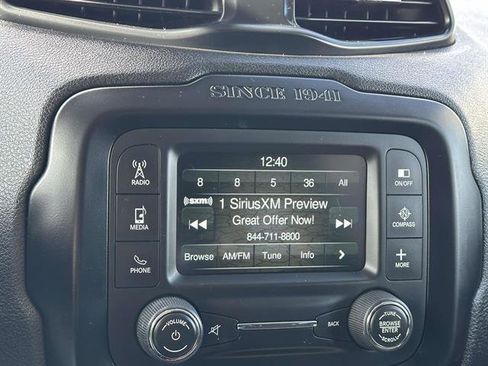 SINCE 1941
12:40
8 8 5 36 All
((sxm)) 1 SiriusXM Preview
Great Offer Now!
844-711-8800
Browse AM/FM Tune Info >
RADIO
MEDIA
PHONE
ON/OFF
COMPASS
+
MORE
VOLUME
BACK
TUNE
BROWSE
ENTER
SCROLL